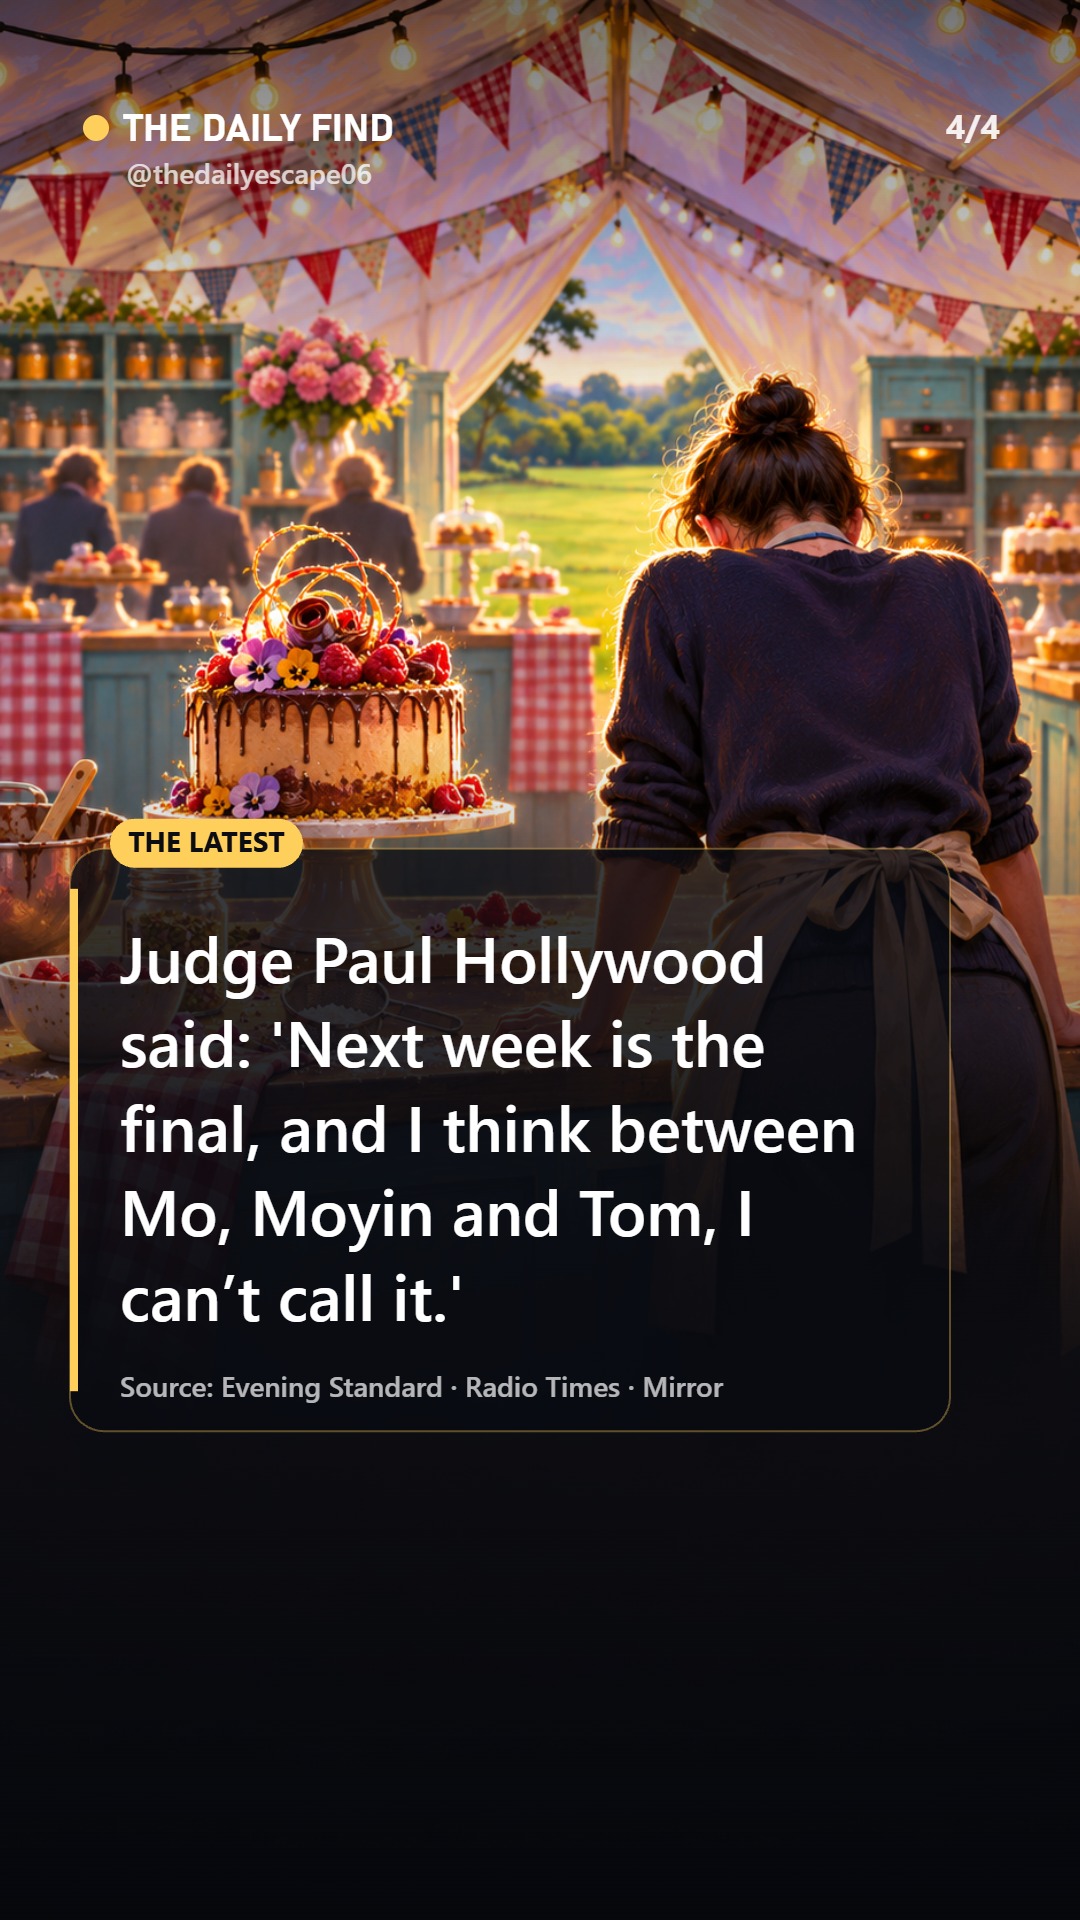 THE DAILY FIND
4/4
@thedailyescape06
THE LATEST
Judge Paul Hollywood
said: 'Next week is the
final, and I think between
Mo, Moyin and Tom, I
can’t call it.'
Source: Evening Standard · Radio Times · Mirror